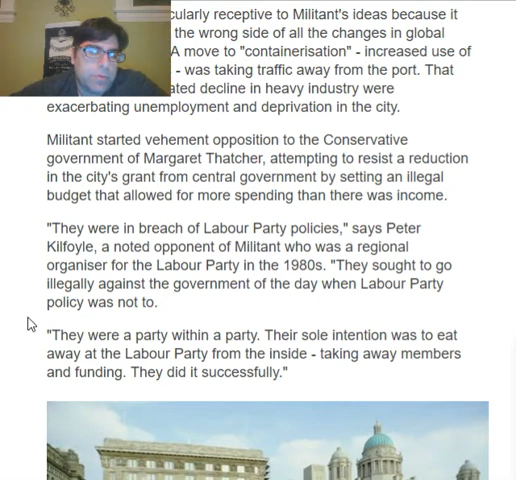 cularly receptive to Militant's ideas because it
the wrong side of all the changes in global
A move to "containerisation" - increased use of
- was taking traffic away from the port. That
ated decline in heavy industry were
exacerbating unemployment and deprivation in the city.
Militant started vehement opposition to the Conservative
government of Margaret Thatcher, attempting to resist a reduction
in the city's grant from central government by setting an illegal
budget that allowed for more spending than there was income.
"They were in breach of Labour Party policies," says Peter
Kilfoyle, a noted opponent of Militant who was a regional
organiser for the Labour Party in the 1980s. "They sought to go
illegally against the government of the day when Labour Party
policy was not to.
"They were a party within a party. Their sole intention was to eat
away at the Labour Party from the inside - taking away members
and funding. They did it successfully."